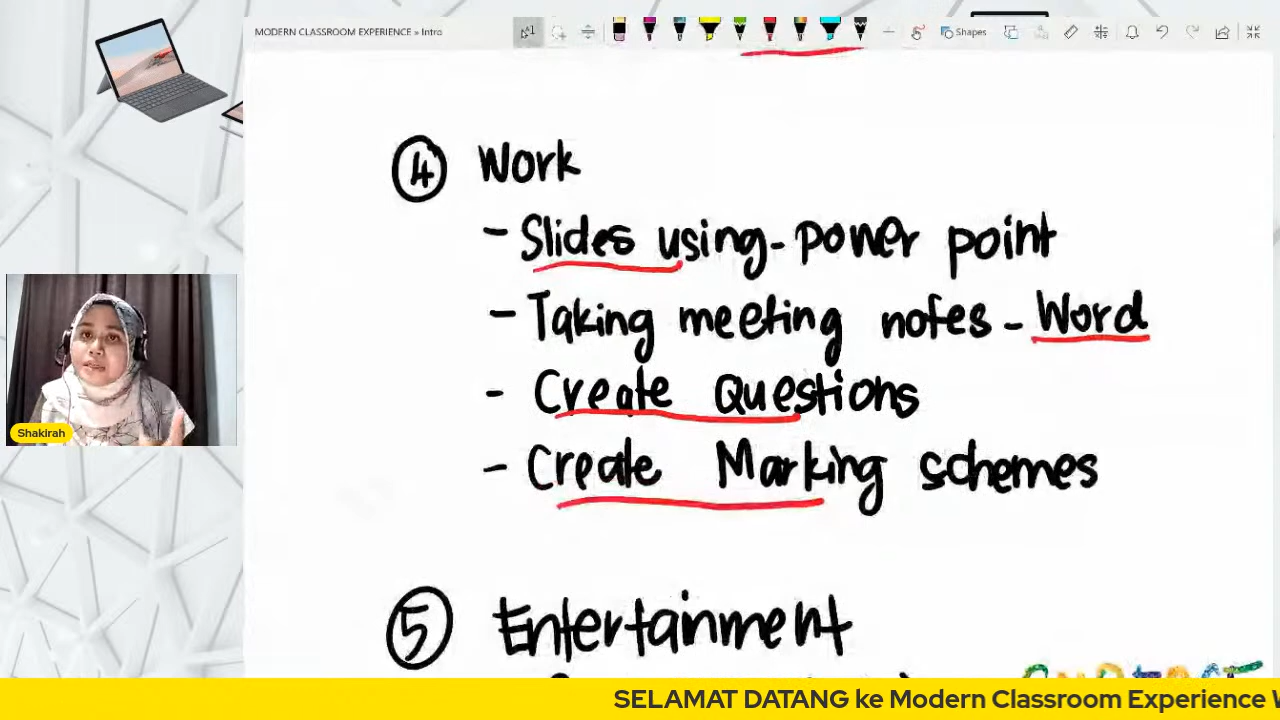 MODERN CLASSROOM EXPERIENCE » Intro
Shapes
④ Work
- Slides using - power point
- Taking meeting notes - Word
- Create Questions
- Create Marking schemes
⑤ Entertainment
Shakirah
SELAMAT DATANG ke Modern Classroom Experience